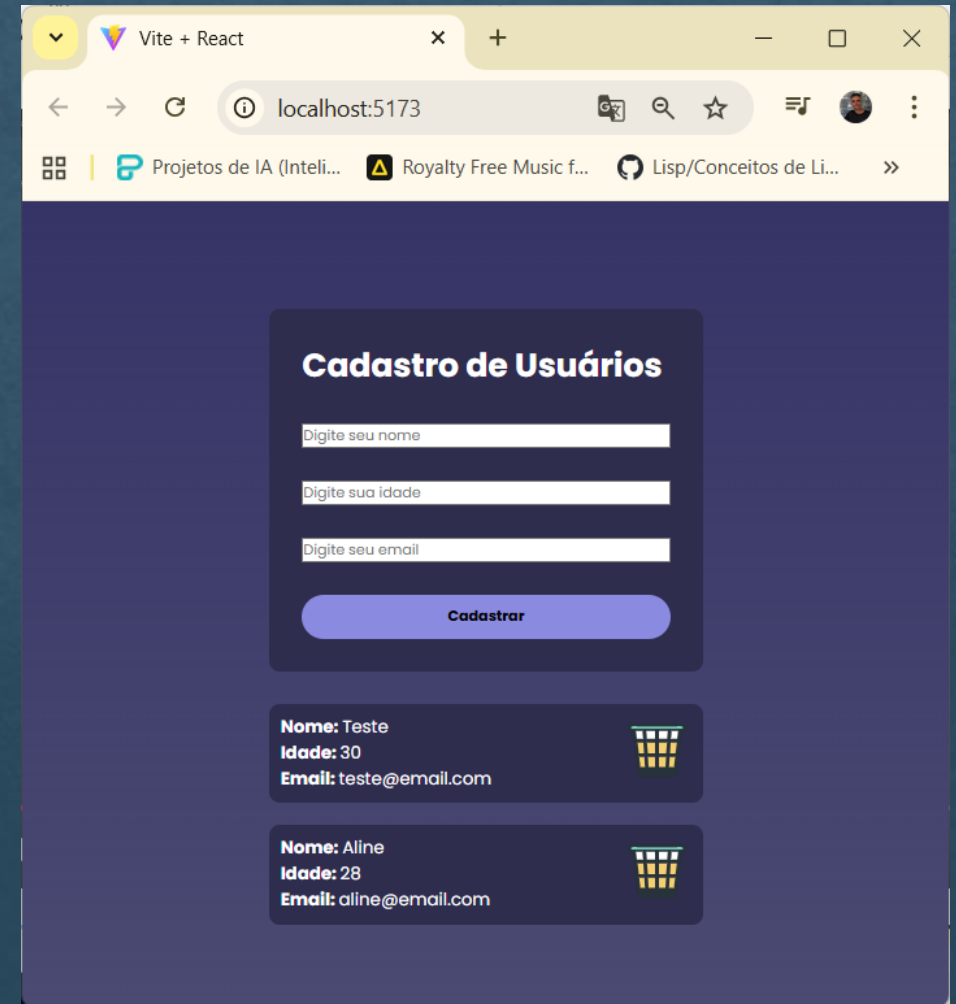 Vite + React
localhost:5173
Projetos de IA (Inteli...
Royalty Free Music f...
Lisp/Conceitos de Li...
Cadastro de Usuários
Digite seu nome
Digite sua idade
Digite seu email
Cadastrar
Nome: Teste
Idade: 30
Email: teste@email.com
Nome: Aline
Idade: 28
Email: aline@email.com